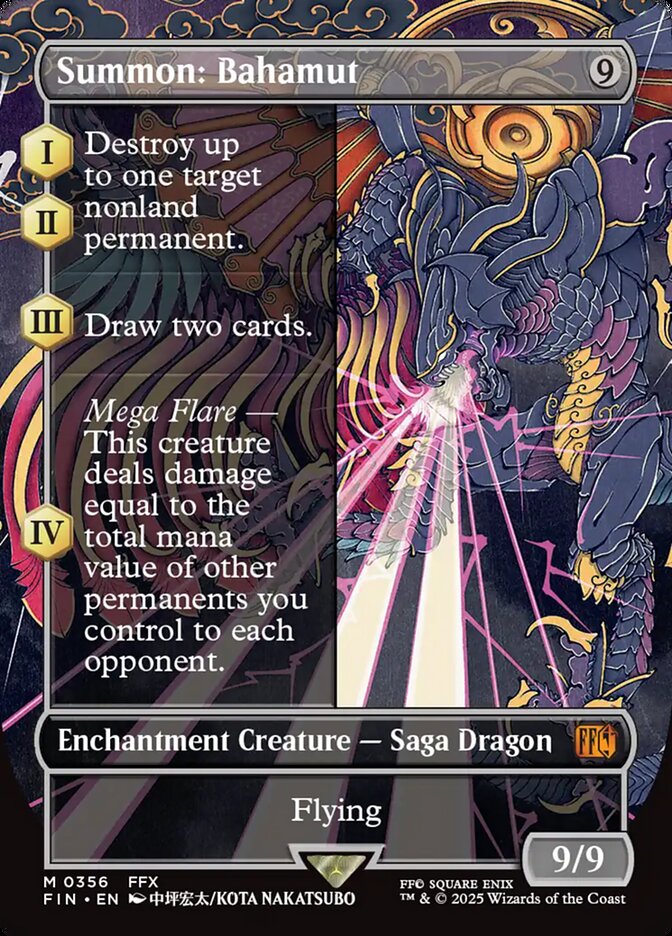 Summon: Bahamut
9
I
II
Destroy up
to one target
nonland
permanent.
III
Draw two cards.
IV
Mega Flare —
This creature
deals damage
equal to the
total mana
value of other
permanents you
control to each
opponent.
Enchantment Creature — Saga Dragon
FF
Flying
9/9
M 0356 FFX
FIN • EN 中坪宏太/KOTA NAKATSUBO
FF© SQUARE ENIX
™ & © 2025 Wizards of the Coast